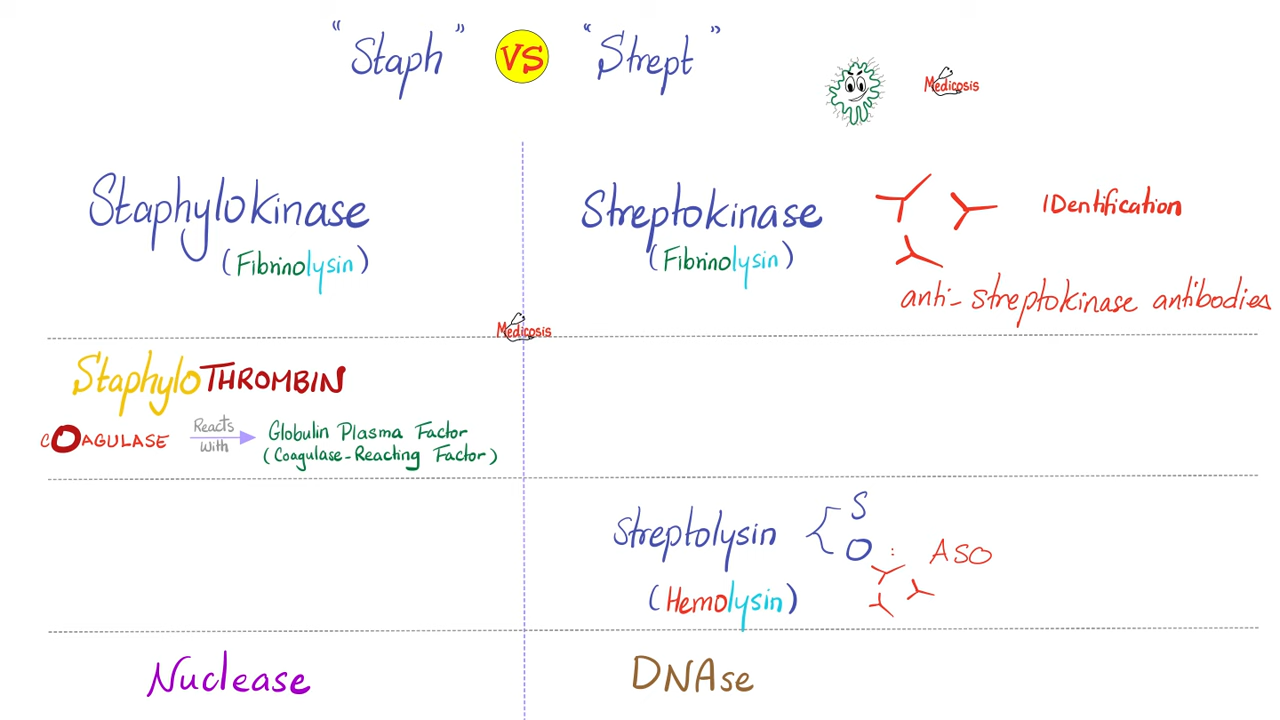 "Staph" VS "Strept"
Medicosis
Staphylokinase
(Fibrinolysin)
Streptokinase
(Fibrinolysin)
IDentification
anti-streptokinase antibodies
Medicosis
StaphyloTHROMBIN
COAGULASE Reacts With Globulin Plasma Factor
(Coagulase-Reacting Factor)
Streptolysin
S
O : ASO
(Hemolysin)
Nuclease
DNAse